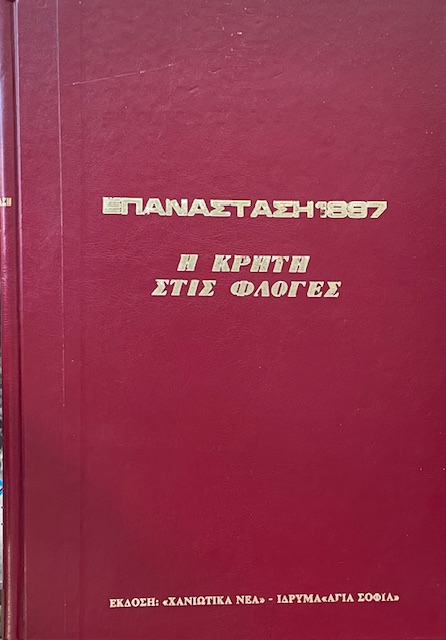 ΕΠΑΝΑΣΤΑΣΗ 1897
Η ΚΡΗΤΗ
ΣΤΙΣ ΦΛΟΓΕΣ
ΕΚΔΟΣΗ: «ΧΑΝΙΩΤΙΚΑ ΝΕΑ» - ΙΔΡΥΜΑ«ΑΓΙΑ ΣΟΦΙΑ»